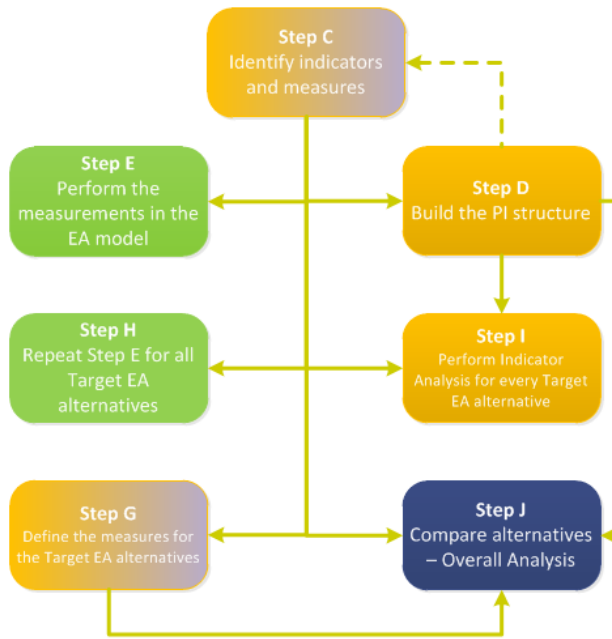 Step C
Identify indicators
and measures
Step E
Perform the
measurements in the
EA model
Step D
Build the PI structure
Step H
Repeat Step E for all
Target EA
alternatives
Step I
Perform Indicator
Analysis for every Target
EA alternative
Step G
Define the measures for
the Target EA alternatives
Step J
Compare alternatives
– Overall Analysis